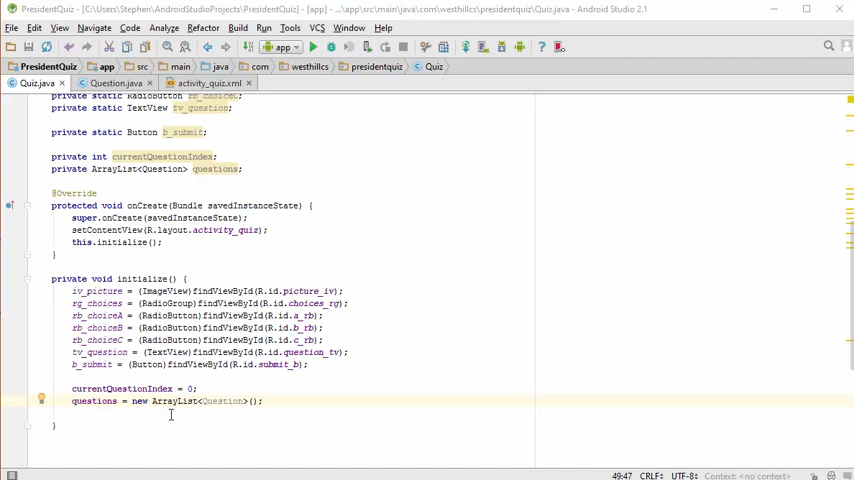 PresidentQuiz - [C:\Users\Stephen\AndroidStudioProjects\PresidentQuiz] - [app] - ...\app\src\main\java\com\westhillcs\presidentquiz\Quiz.java - Android Studio 2.1
File Edit View Navigate Code Analyze Refactor Build Run Tools VCS Window Help
app
PresidentQuiz app src main java com westhillcs presidentquiz Quiz
Quiz.java Question.java activity_quiz.xml
private static RadioButton rb_choiceC;
private static TextView tv_question;
private static Button b_submit;
private int currentQuestionIndex;
private ArrayList<Question> questions;
@Override
protected void onCreate(Bundle savedInstanceState) {
super.onCreate(savedInstanceState);
setContentView(R.layout.activity_quiz);
this.initialize();
}
private void initialize() {
iv_picture = (ImageView)findViewById(R.id.picture_iv);
rg_choices = (RadioGroup)findViewById(R.id.choices_rg);
rb_choiceA = (RadioButton)findViewById(R.id.a_rb);
rb_choiceB = (RadioButton)findViewById(R.id.b_rb);
rb_choiceC = (RadioButton)findViewById(R.id.c_rb);
tv_question = (TextView)findViewById(R.id.question_tv);
b_submit = (Button)findViewById(R.id.submit_b);
currentQuestionIndex = 0;
questions = new ArrayList<Question>();
}
49:47 CRLF UTF-8 Context: <no context>